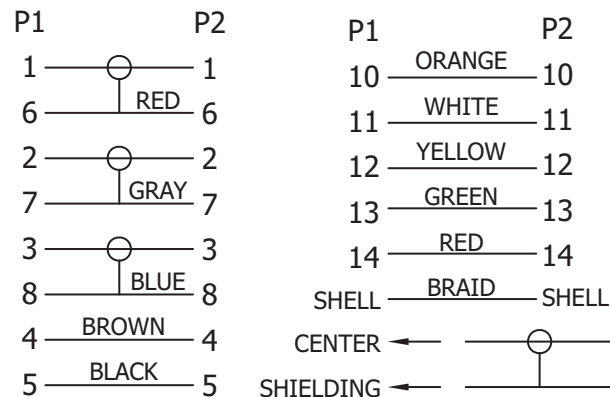 P1 P2
1 1
6 RED 6
2 2
7 GRAY 7
3 3
8 BLUE 8
4 BROWN 4
5 BLACK 5
P1 P2
10 ORANGE 10
11 WHITE 11
12 YELLOW 12
13 GREEN 13
14 RED 14
SHELL BRAID SHELL
CENTER
SHIELDING